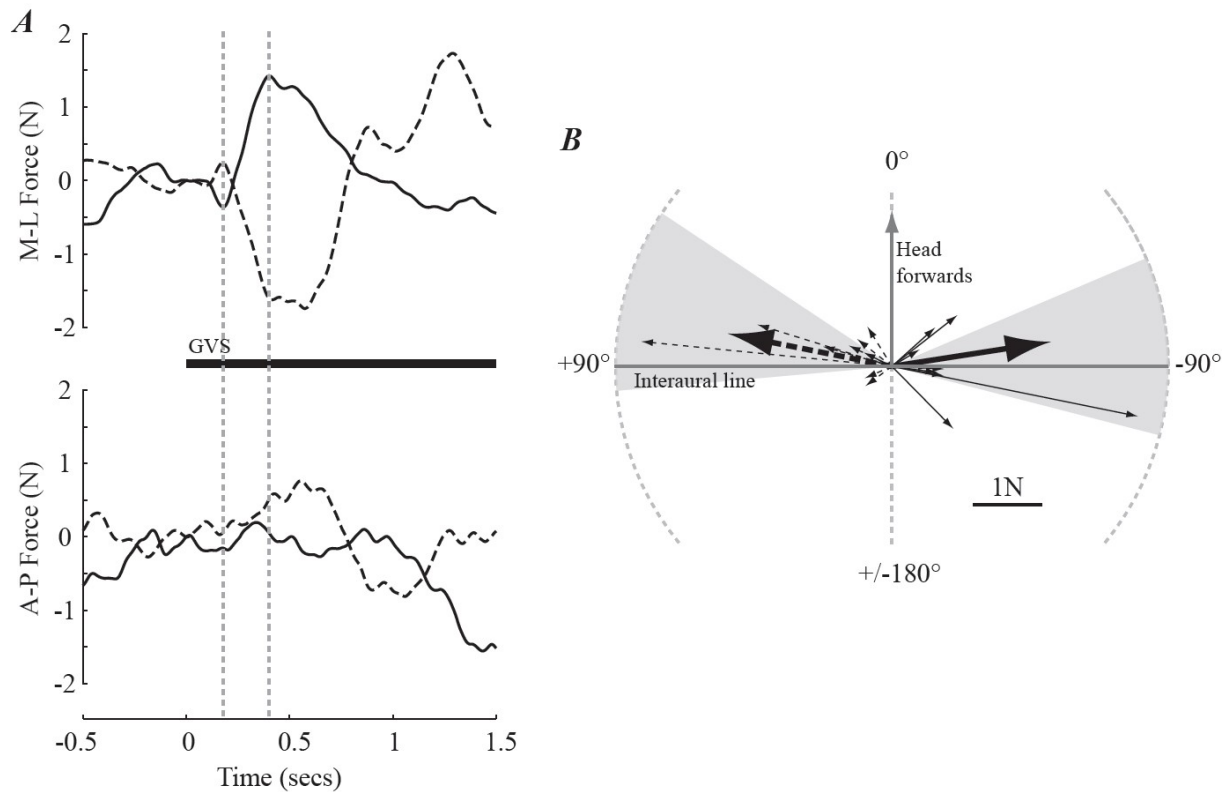 A
2
1
0
-1
-2
M-L Force (N)
GVS
2
1
0
-1
-2
A-P Force (N)
-0.5
0
0.5
1
1.5
Time (secs)
B
0°
Head
forwards
+90°
-90°
Interaural line
1N
+/-180°